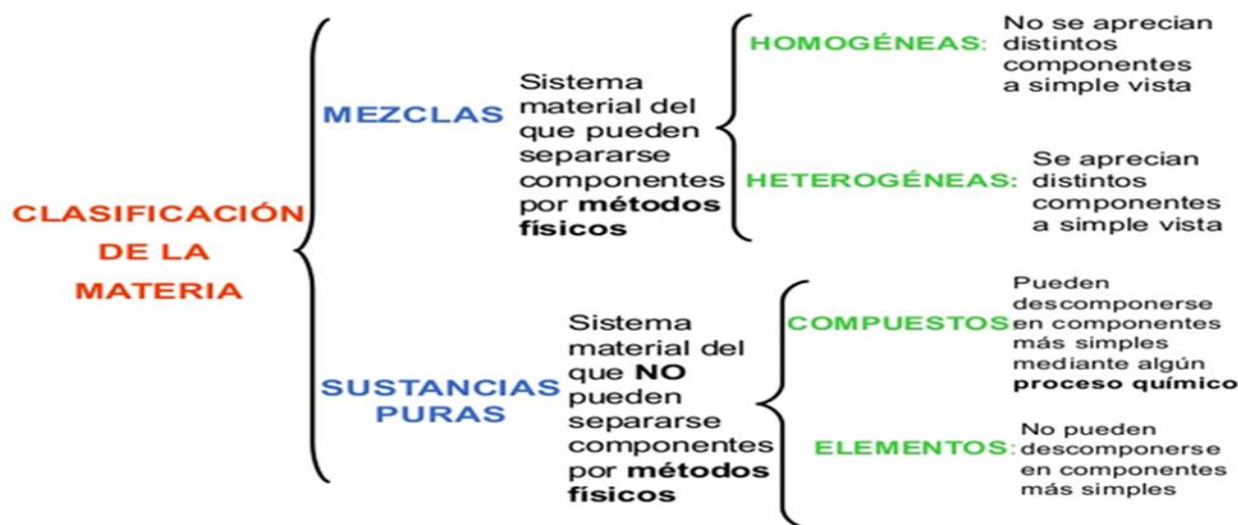 CLASIFICACIÓN
DE LA
MATERIA
MEZCLAS
Sistema
material del
que pueden
separarse
componentes
por métodos
físicos
HOMOGÉNEAS:
No se aprecian
distintos
componentes
a simple vista
HETEROGÉNEAS:
Se aprecian
distintos
componentes
a simple vista
SUSTANCIAS
PURAS
Sistema
material del
que NO
pueden
separarse
componentes
por métodos
físicos
COMPUESTOS
Pueden
descomponerse
en componentes
más simples
mediante algún
proceso químico
ELEMENTOS:
No pueden
descomponerse
en componentes
más simples